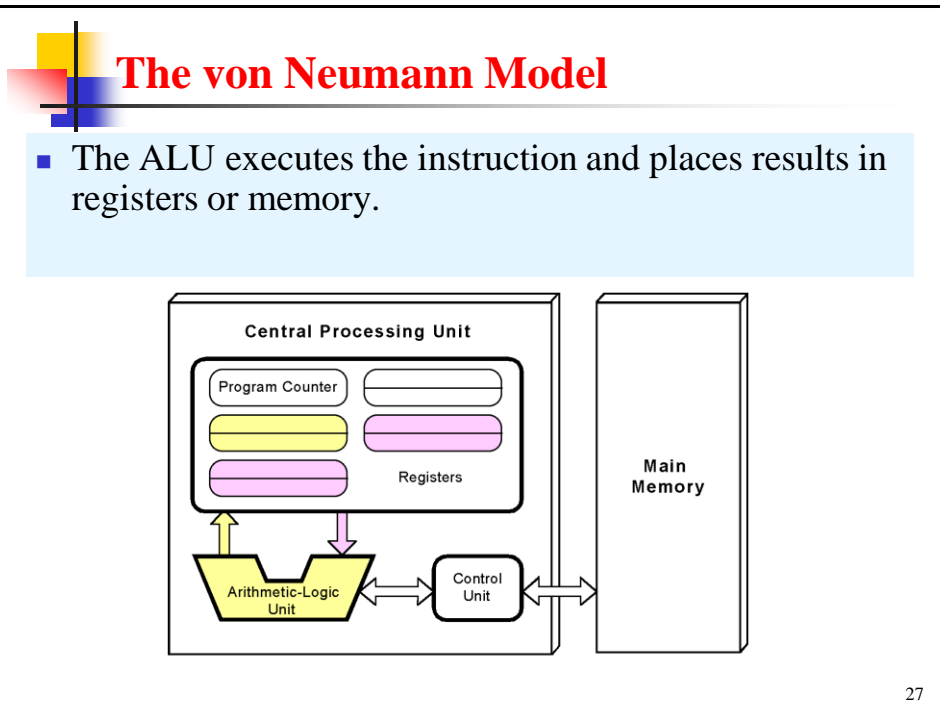 The von Neumann Model
The ALU executes the instruction and places results in
registers or memory.
Central Processing Unit
Program Counter
Registers
Arithmetic-Logic
Unit
Control
Unit
Main
Memory
27